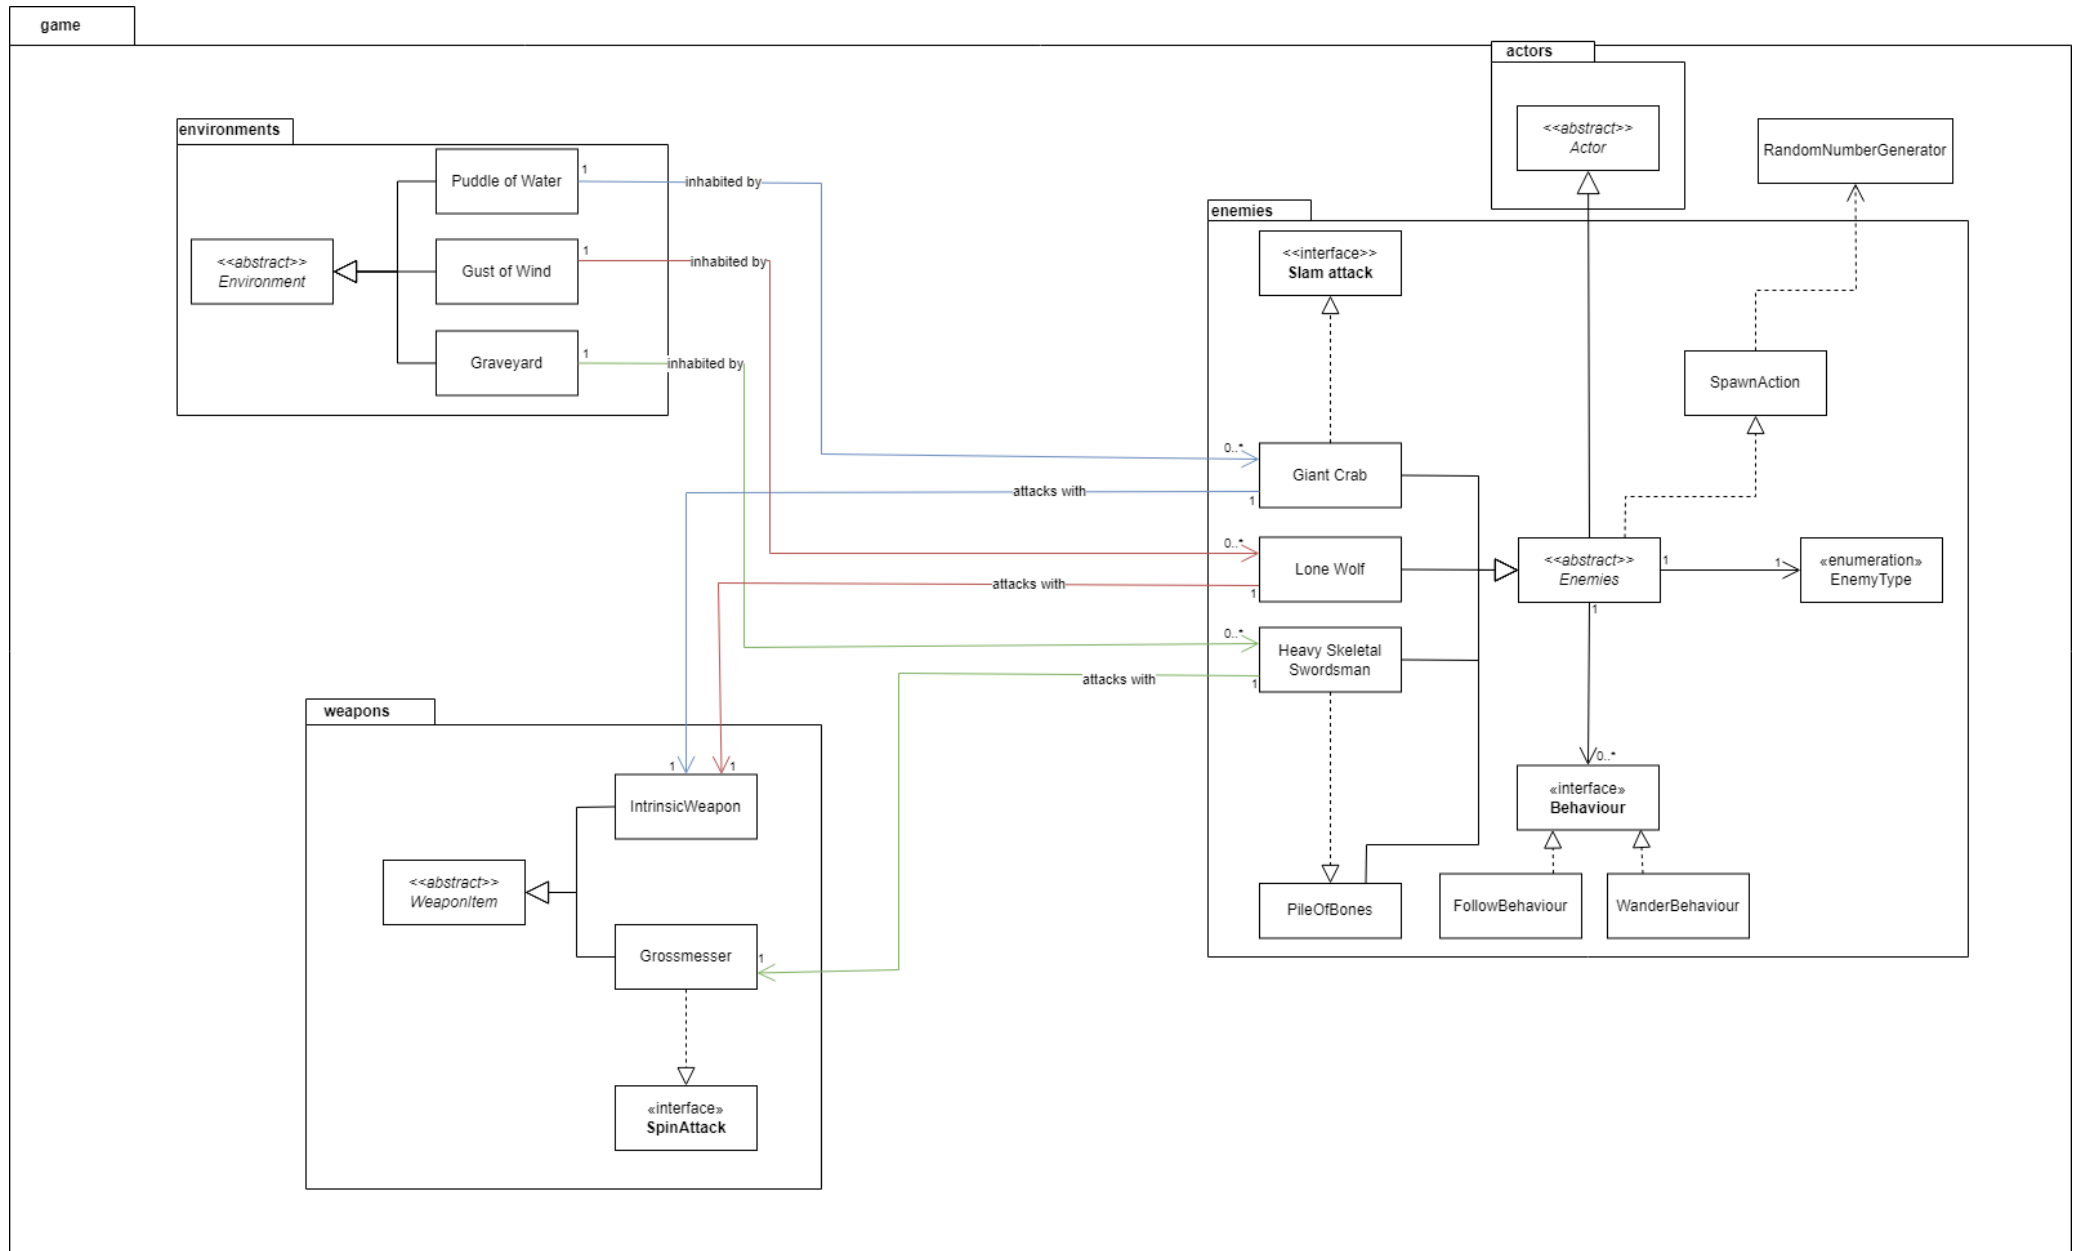 game
actors
<<abstract>>
Actor
RandomNumberGenerator
environments
Puddle of Water
1
inhabited by
<<abstract>>
Environment
Gust of Wind
1
inhabited by
Graveyard
1
inhabited by
enemies
<<interface>>
Slam attack
SpawnAction
0..*
Giant Crab
1
attacks with
0..*
Lone Wolf
1
attacks with
<<abstract>>
Enemies
1
1
«enumeration»
EnemyType
1
0..*
Heavy Skeletal
Swordsman
1
attacks with
0..*
«interface»
Behaviour
FollowBehaviour
WanderBehaviour
PileOfBones
weapons
1
1
IntrinsicWeapon
<<abstract>>
WeaponItem
Grossmesser
1
«interface»
SpinAttack